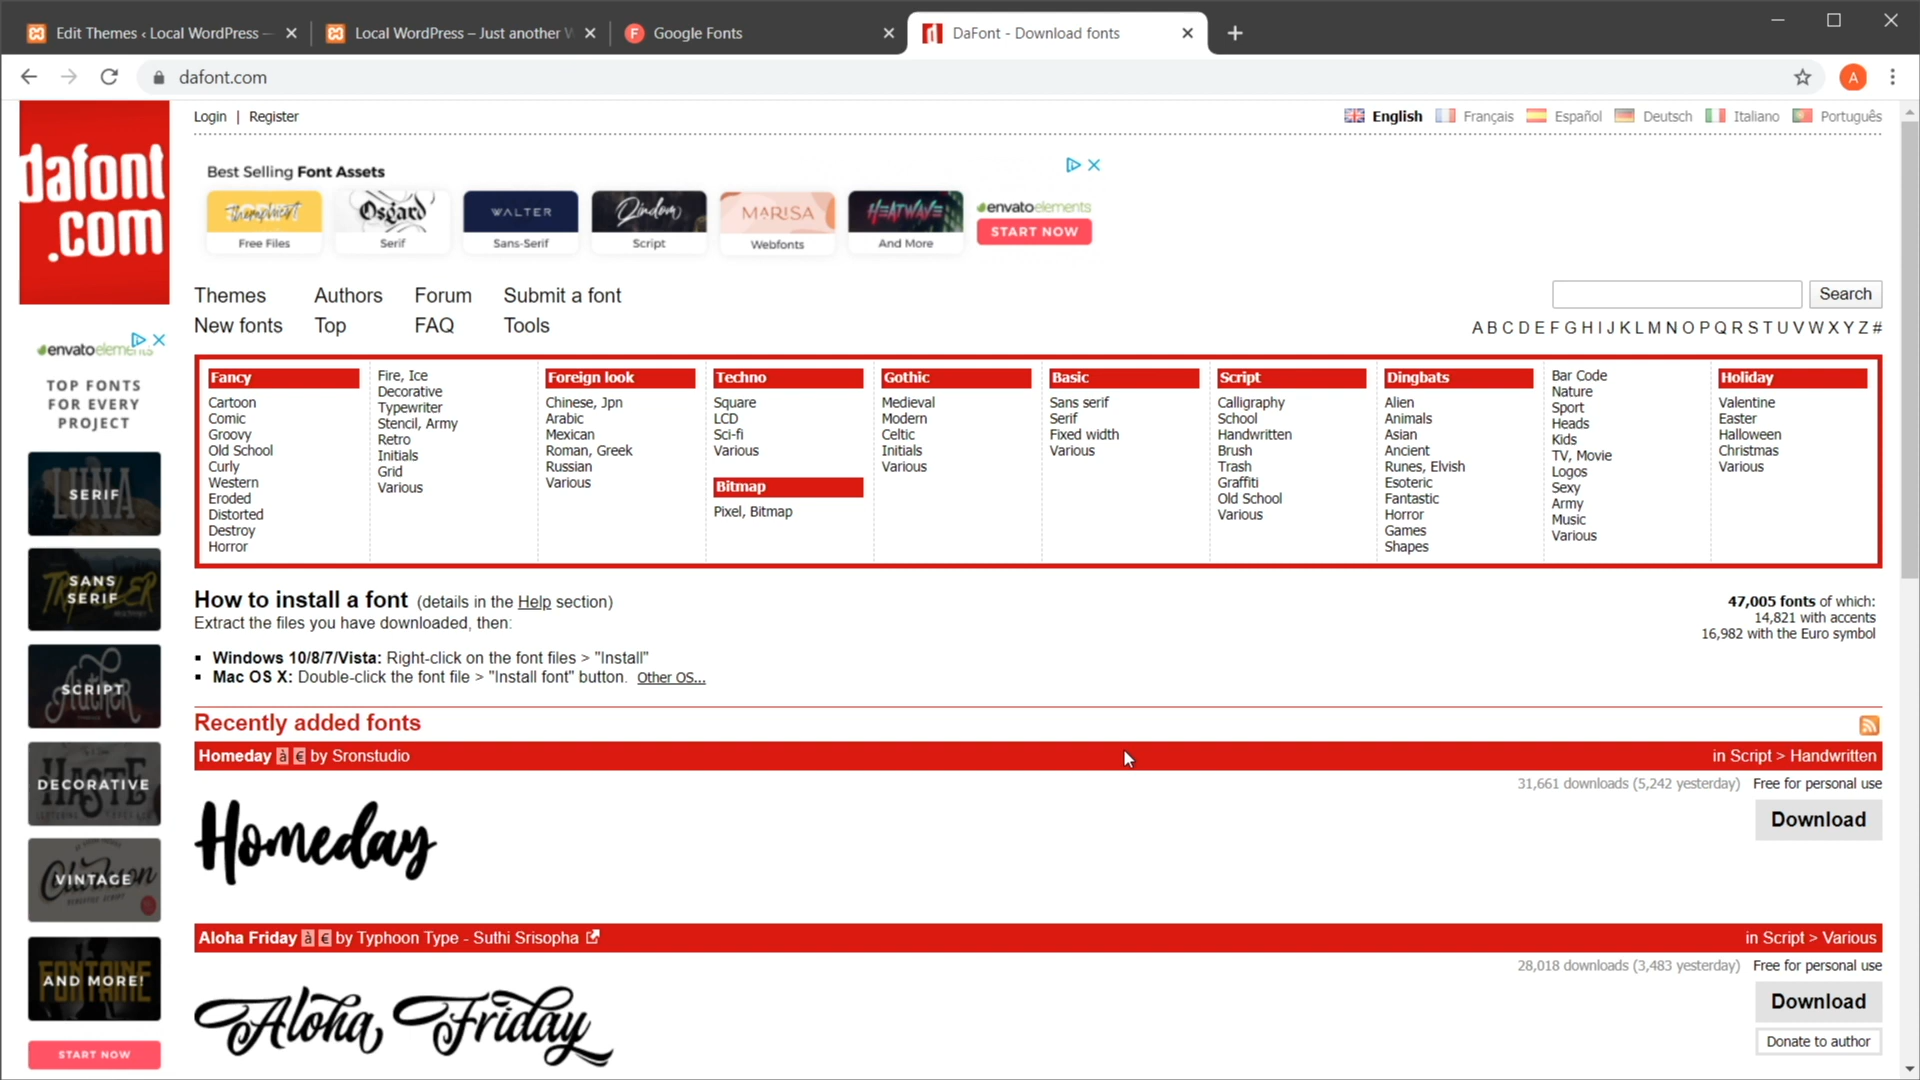 Edit Themes ‹ Local WordPress —
Local WordPress – Just another W
Google Fonts
DaFont - Download fonts
dafont.com
A
dafont
.com
Login | Register
English Français Español Deutsch Italiano Português
Best Selling Font Assets
Free Files
Osgard
Serif
WALTER
Sans-Serif
Script
MARISA
Webfonts
HEATWAVE
And More
envatoelements
START NOW
Themes Authors Forum Submit a font
New fonts Top FAQ Tools
Search
A B C D E F G H I J K L M N O P Q R S T U V W X Y Z #
envatoelements
TOP FONTS
FOR EVERY
PROJECT
LUNA
SERIF
SANS
SERIF
SCRIPT
HASTE
DECORATIVE
VINTAGE
FONTAINE
AND MORE!
START NOW
Fancy
Cartoon
Comic
Groovy
Old School
Curly
Western
Eroded
Distorted
Destroy
Horror
Fire, Ice
Decorative
Typewriter
Stencil, Army
Retro
Initials
Grid
Various
Foreign look
Chinese, Jpn
Arabic
Mexican
Roman, Greek
Russian
Various
Techno
Square
LCD
Sci-fi
Various
Bitmap
Pixel, Bitmap
Gothic
Medieval
Modern
Celtic
Initials
Various
Basic
Sans serif
Serif
Fixed width
Various
Script
Calligraphy
School
Handwritten
Brush
Trash
Graffiti
Old School
Various
Dingbats
Alien
Animals
Asian
Ancient
Runes, Elvish
Esoteric
Fantastic
Horror
Games
Shapes
Bar Code
Nature
Sport
Heads
Kids
TV, Movie
Logos
Sexy
Army
Music
Various
Holiday
Valentine
Easter
Halloween
Christmas
Various
How to install a font (details in the Help section)
Extract the files you have downloaded, then:
▪ Windows 10/8/7/Vista: Right-click on the font files > "Install"
▪ Mac OS X: Double-click the font file > "Install font" button. Other OS...
47,005 fonts of which:
14,821 with accents
16,982 with the Euro symbol
Recently added fonts
Homeday à € by Sronstudio
in Script > Handwritten
31,661 downloads (5,242 yesterday) Free for personal use
Homeday
Download
Aloha Friday à € by Typhoon Type - Suthi Srisopha
in Script > Various
28,018 downloads (3,483 yesterday) Free for personal use
Aloha Friday
Download
Donate to author